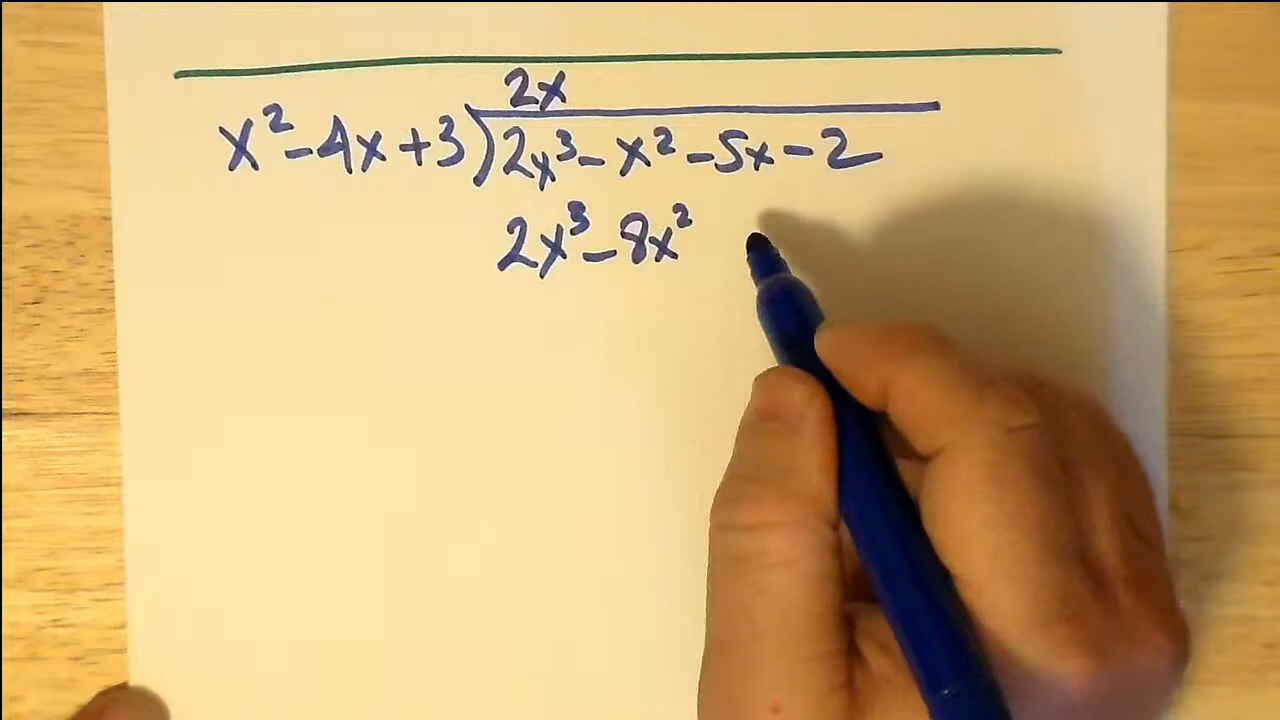 2x
x² - 4x + 3 ) 2x³ - x² - 5x - 2
2x³ - 8x²